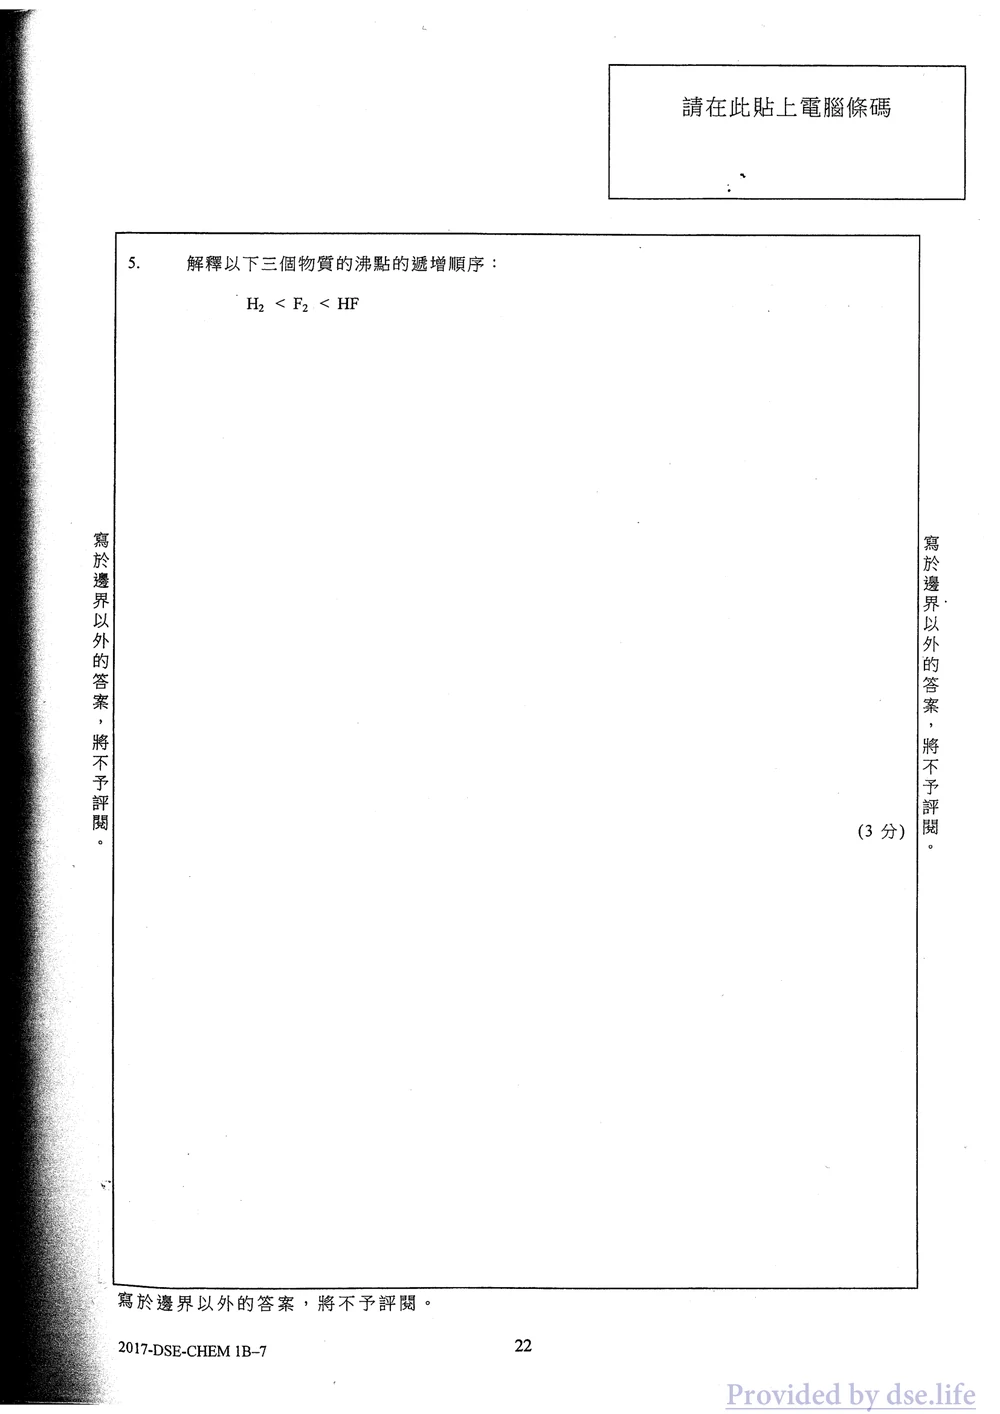 請在此貼上電腦條碼
5. 解釋以下三個物質的沸點的遞增順序：
H₂ < F₂ < HF
寫於邊界以外的答案，將不予評閱。
寫於邊界以外的答案，將不予評閱。
(3 分)
寫於邊界以外的答案，將不予評閱。
2017-DSE-CHEM 1B–7
22
Provided by dse.life